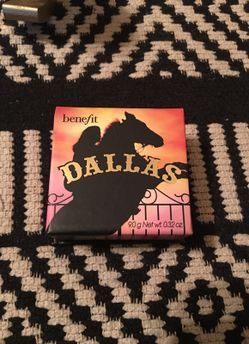 benefit
DALLAS
9.0 g Net wt. 0.32 oz.